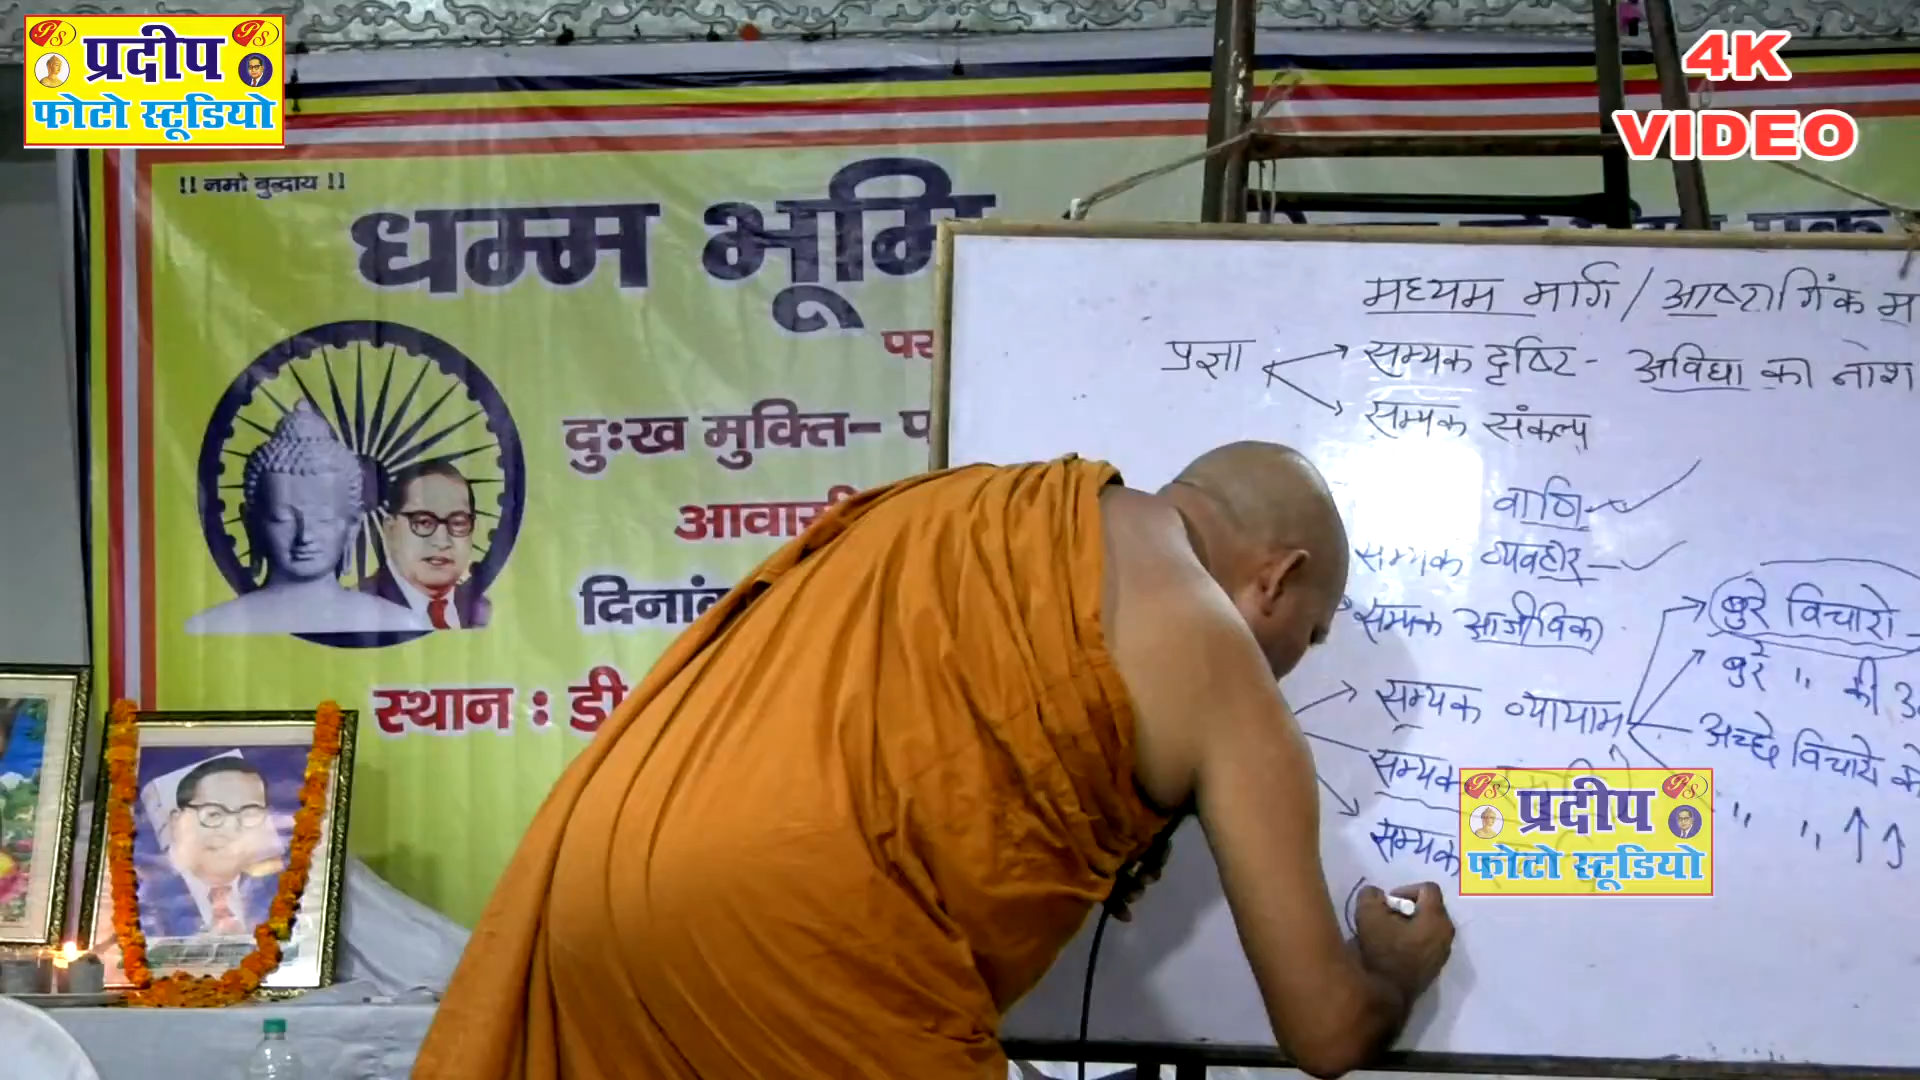 प्रदीप
फोटो स्टूडियो
4K
VIDEO
!! नमो बुद्धाय !!
धम्म भूमि
दुःख मुक्ति-
दिनांक
स्थान : डी
मध्यम मार्ग / आष्टागिंक म
प्रज्ञा
सम्यक दृष्टि - अविद्या का नाश
सम्यक संकल्प
वाणि
सम्यक व्यवहार
सम्यक आजीविका
बुरे विचारो
बुरे " की
सम्यक व्यायाम
अच्छे विचारो को
सम्यक
" "
सम्यक
प्रदीप
फोटो स्टूडियो